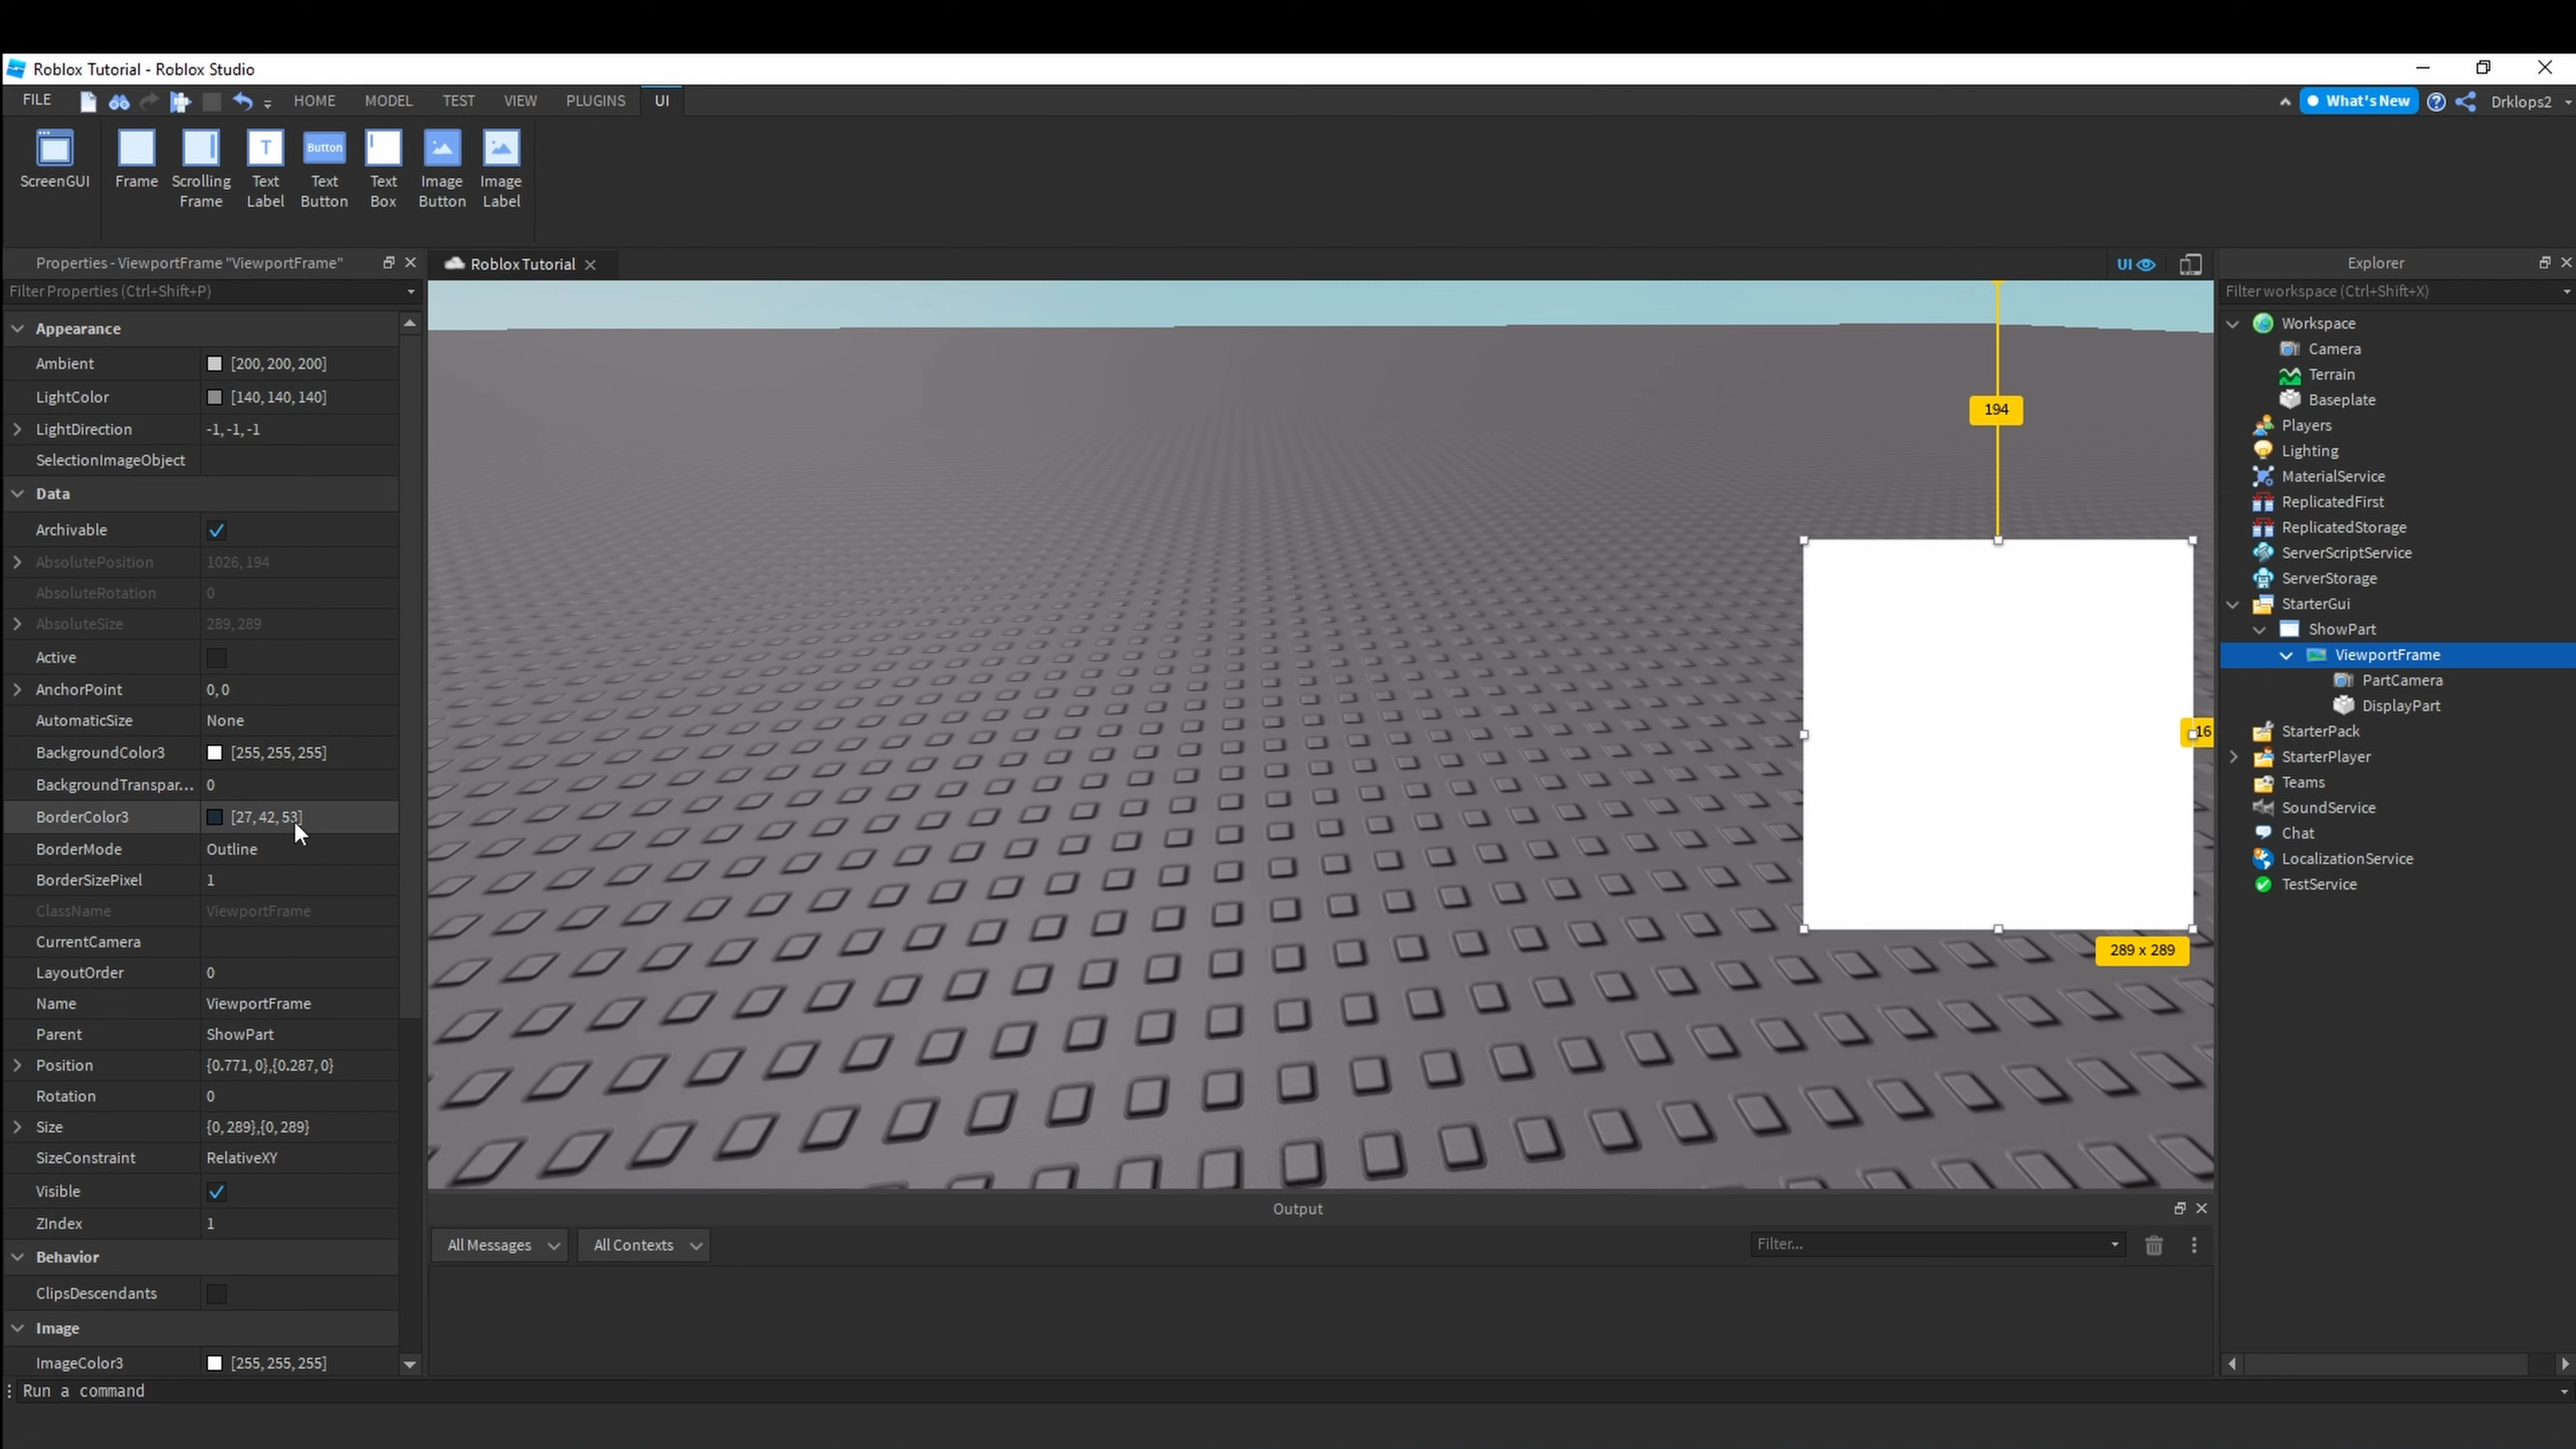 Roblox Tutorial - Roblox Studio
FILE
HOME
MODEL
TEST
VIEW
PLUGINS
UI
What's New
Drklops2
ScreenGUI
Frame
Scrolling Frame
T
Text Label
Button
Text Button
Text Box
Image Button
Image Label
Properties - ViewportFrame "ViewportFrame"
Filter Properties (Ctrl+Shift+P)
Appearance
Ambient [200, 200, 200]
LightColor [140, 140, 140]
LightDirection -1, -1, -1
SelectionImageObject
Data
Archivable
AbsolutePosition 1026, 194
AbsoluteRotation 0
AbsoluteSize 289, 289
Active
AnchorPoint 0, 0
AutomaticSize None
BackgroundColor3 [255, 255, 255]
BackgroundTranspar... 0
BorderColor3 [27, 42, 53]
BorderMode Outline
BorderSizePixel 1
ClassName ViewportFrame
CurrentCamera
LayoutOrder 0
Name ViewportFrame
Parent ShowPart
Position {0.771, 0},{0.287, 0}
Rotation 0
Size {0, 289},{0, 289}
SizeConstraint RelativeXY
Visible
ZIndex 1
Behavior
ClipsDescendants
Image
ImageColor3 [255, 255, 255]
Roblox Tutorial
UI
194
16
289 x 289
Output
All Messages
All Contexts
Filter...
Explorer
Filter workspace (Ctrl+Shift+X)
Workspace
Camera
Terrain
Baseplate
Players
Lighting
MaterialService
ReplicatedFirst
ReplicatedStorage
ServerScriptService
ServerStorage
StarterGui
ShowPart
ViewportFrame
PartCamera
DisplayPart
StarterPack
StarterPlayer
Teams
SoundService
Chat
LocalizationService
TestService
Run a command